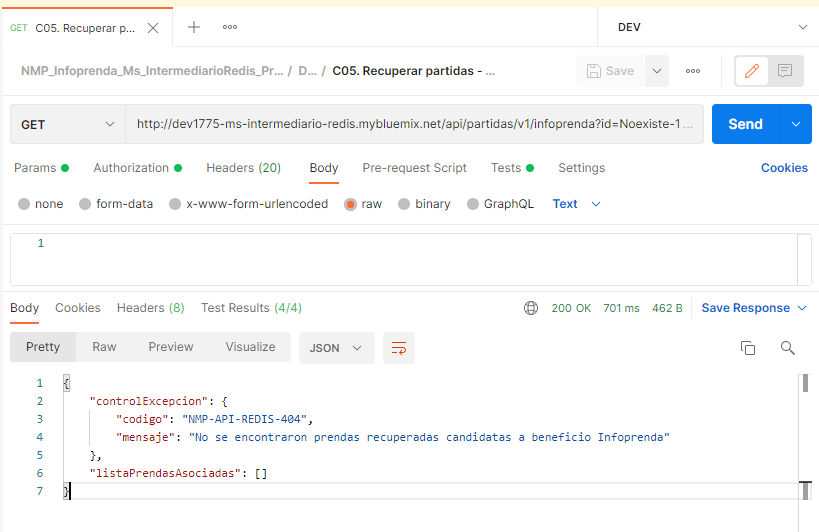 GET C05. Recuperar p...
DEV
NMP_Infoprenda_Ms_IntermediarioRedis_Pr... / D... / C05. Recuperar partidas - ...
Save
GET
http://dev1775-ms-intermediario-redis.mybluemix.net/api/partidas/v1/infoprenda?id=Noexiste-1 ...
Send
Params Authorization Headers (20) Body Pre-request Script Tests Settings Cookies
none form-data x-www-form-urlencoded raw binary GraphQL Text
1
Body Cookies Headers (8) Test Results (4/4) 200 OK 701 ms 462 B Save Response
Pretty Raw Preview Visualize JSON
1 {
2 "controlExcepcion": {
3 "codigo": "NMP-API-REDIS-404",
4 "mensaje": "No se encontraron prendas recuperadas candidatas a beneficio Infoprenda"
5 },
6 "listaPrendasAsociadas": []
7 }